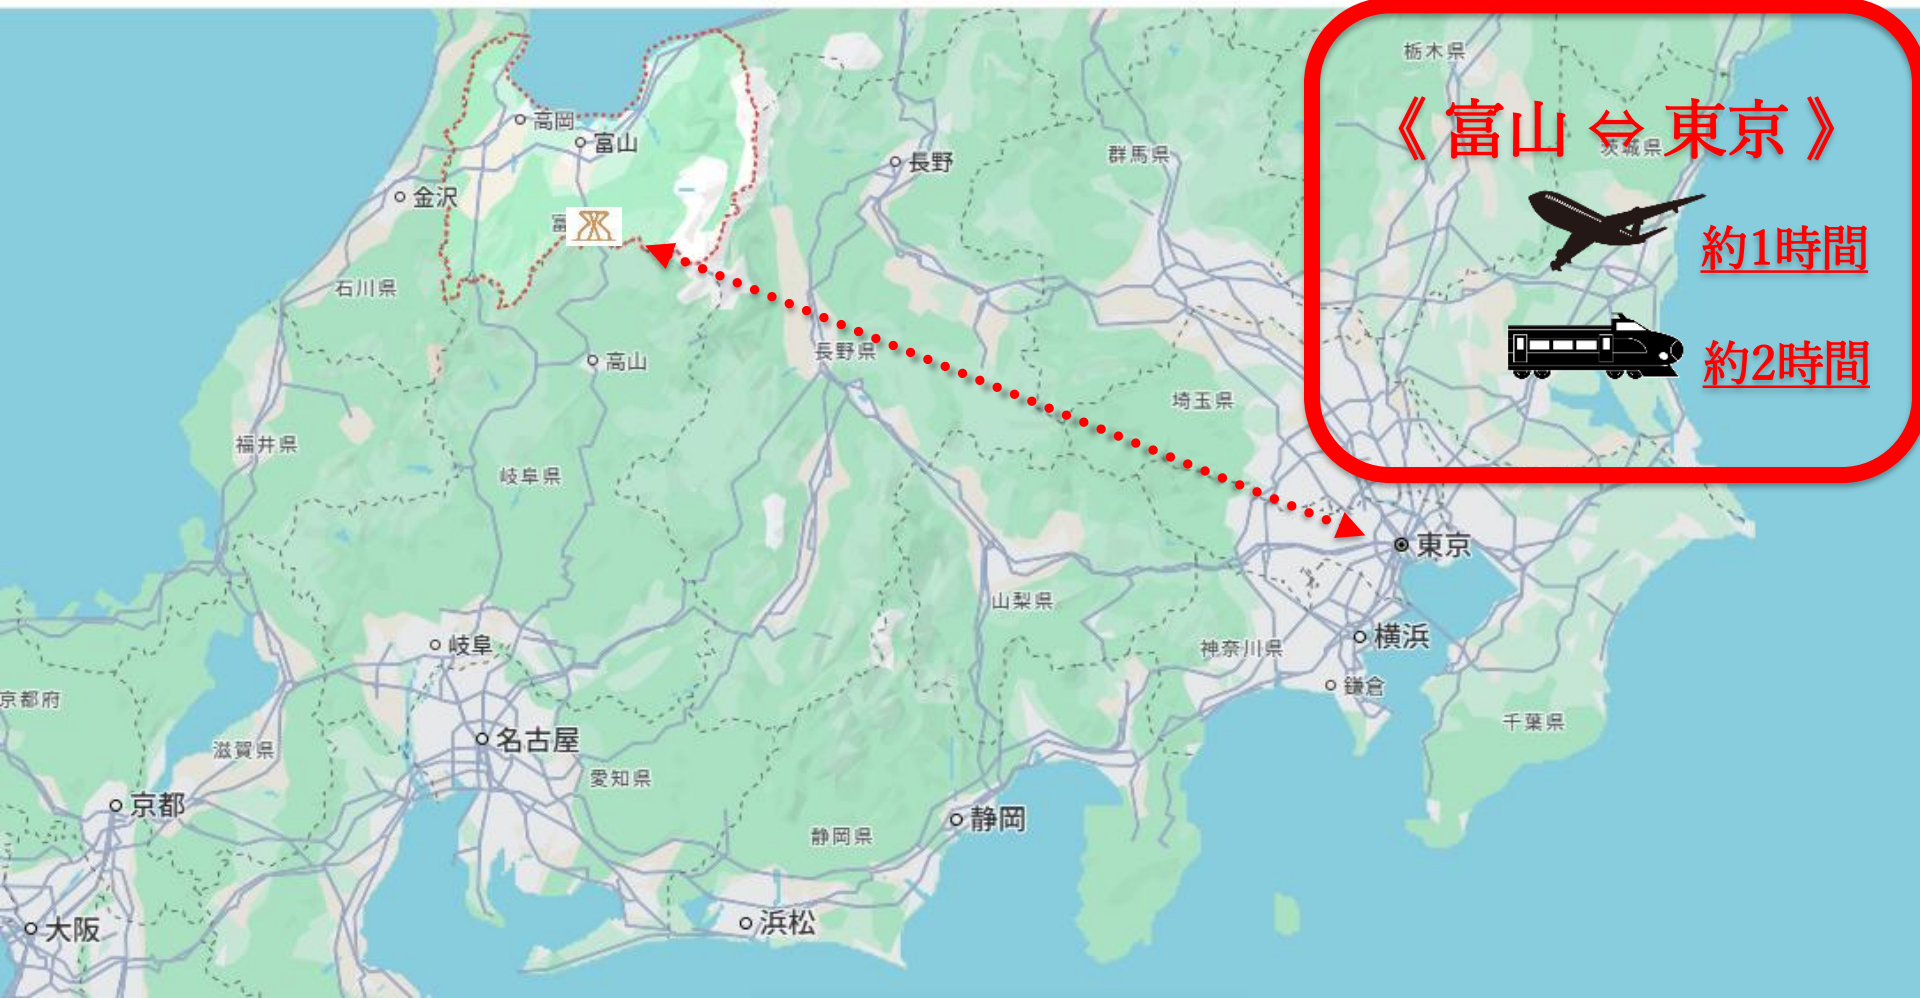 栃木県
《 富山 ⇔ 東京 》
茨城県
約1時間
約2時間
高岡
富山
長野
群馬県
金沢
富
石川県
高山
長野県
埼玉県
福井県
岐阜県
東京
山梨県
横浜
神奈川県
岐阜
鎌倉
京都府
千葉県
名古屋
滋賀県
愛知県
京都
静岡
静岡県
浜松
大阪